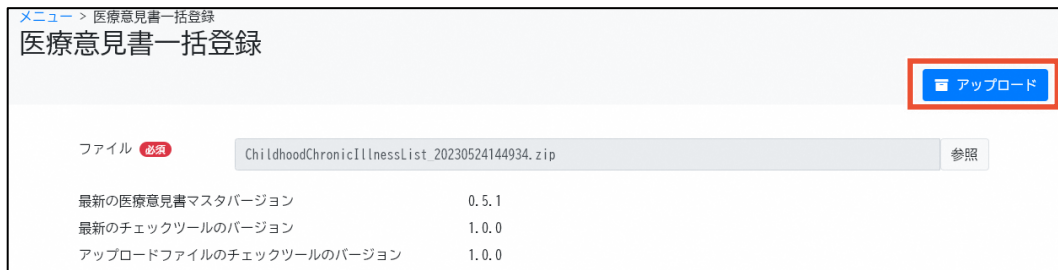 メニュー > 医療意見書一括登録
医療意見書一括登録
アップロード
ファイル 必須 ChildhoodChronicIllnessList_20230524144934.zip 参照
最新の医療意見書マスタバージョン 0.5.1
最新のチェックツールのバージョン 1.0.0
アップロードファイルのチェックツールのバージョン 1.0.0